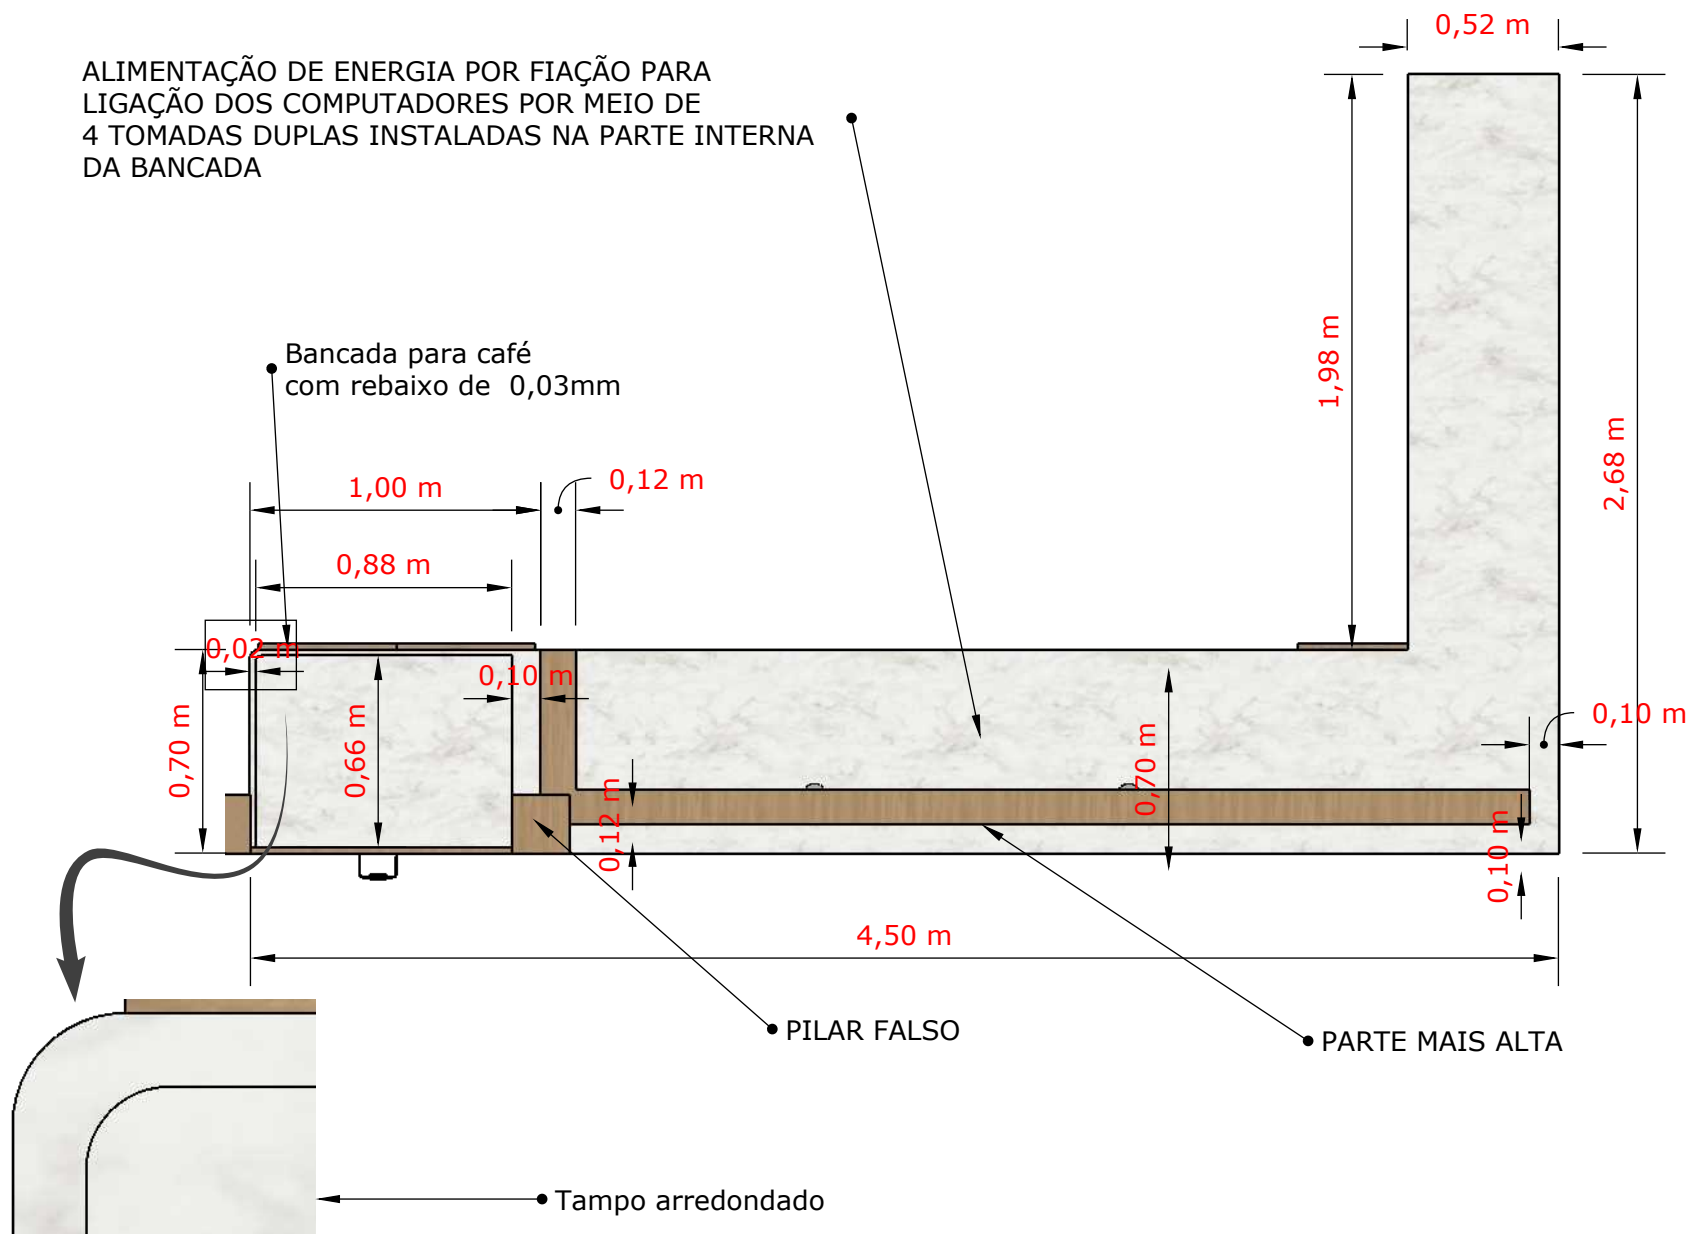 0,52 m
ALIMENTAÇÃO DE ENERGIA POR FIAÇÃO PARA
LIGAÇÃO DOS COMPUTADORES POR MEIO DE
4 TOMADAS DUPLAS INSTALADAS NA PARTE INTERNA
DA BANCADA
1,98 m
2,68 m
Bancada para café
com rebaixo de  0,03mm
1,00 m
0,12 m
0,88 m
0,02 m
0,10 m
0,70 m
0,66 m
0,70 m
0,10 m
0,12 m
0,10 m
4,50 m
PILAR FALSO
PARTE MAIS ALTA
Tampo arredondado